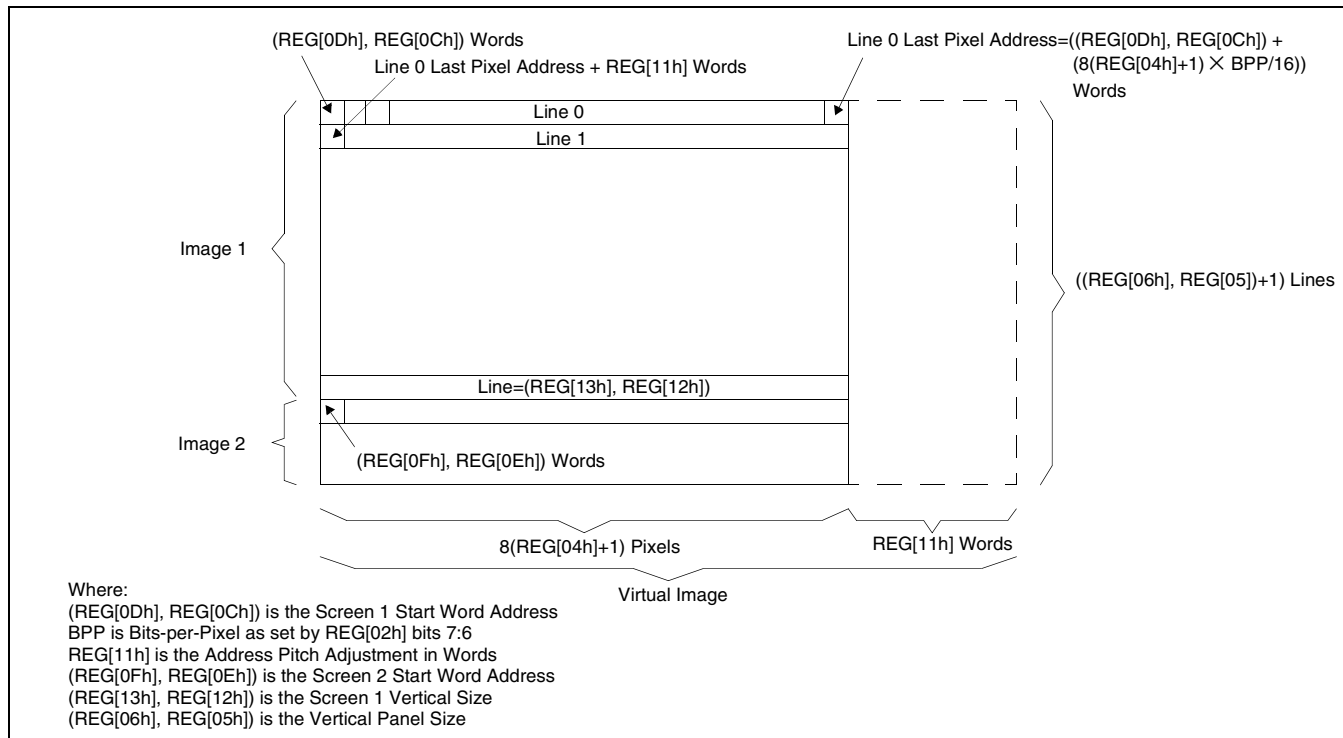 (REG[0Dh], REG[0Ch]) Words
Line 0 Last Pixel Address + REG[11h] Words
Line 0 Last Pixel Address=((REG[0Dh], REG[0Ch]) +
(8(REG[04h]+1) × BPP/16))
Words
Line 0
Line 1
Image 1
((REG[06h], REG[05])+1) Lines
Line=(REG[13h], REG[12h])
Image 2
(REG[0Fh], REG[0Eh]) Words
8(REG[04h]+1) Pixels
REG[11h] Words
Virtual Image
Where:
(REG[0Dh], REG[0Ch]) is the Screen 1 Start Word Address
BPP is Bits-per-Pixel as set by REG[02h] bits 7:6
REG[11h] is the Address Pitch Adjustment in Words
(REG[0Fh], REG[0Eh]) is the Screen 2 Start Word Address
(REG[13h], REG[12h]) is the Screen 1 Vertical Size
(REG[06h], REG[05h]) is the Vertical Panel Size